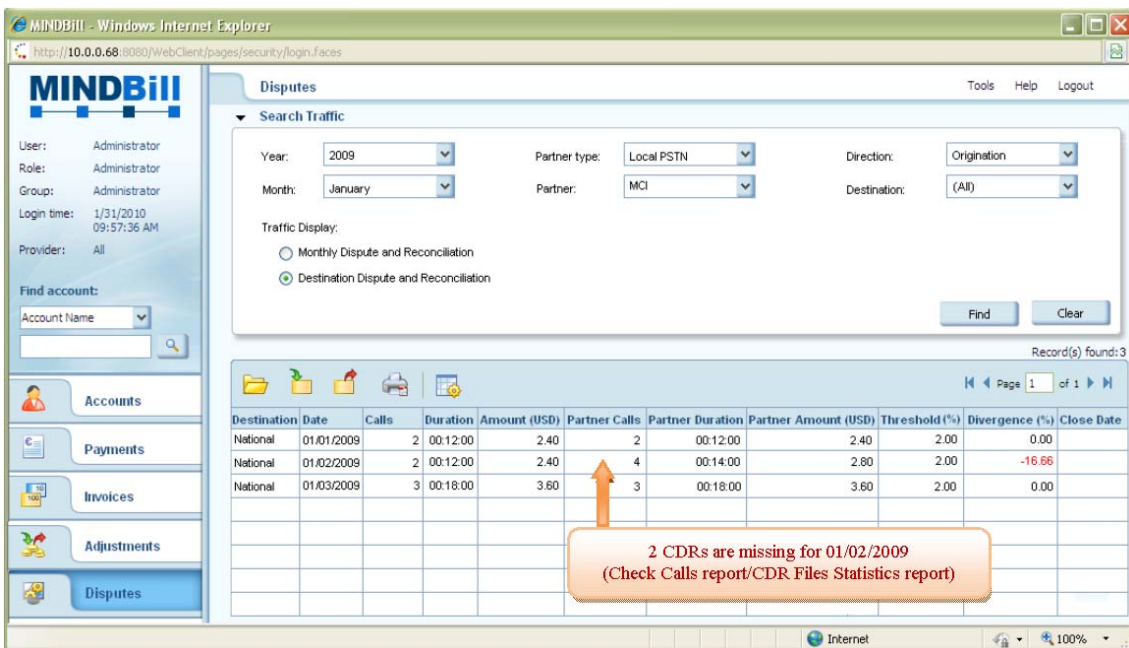 MINDBill - Windows Internet Explorer
http://10.0.0.68:8080/WebClient/pages/security/login.faces
MINDBill
User: Administrator
Role: Administrator
Group: Administrator
Login time: 1/31/2010
09:57:36 AM
Provider: All
Find account:
Account Name
Accounts
Payments
Invoices
Adjustments
Disputes
Disputes
Tools Help Logout
Search Traffic
Year: 2009 Partner type: Local PSTN Direction: Origination
Month: January Partner: MCI Destination: (All)
Traffic Display:
Monthly Dispute and Reconciliation
Destination Dispute and Reconciliation
Find Clear
Record(s) found:3
Page 1 of 1
Destination Date Calls Duration Amount (USD) Partner Calls Partner Duration Partner Amount (USD) Threshold (%) Divergence (%) Close Date
National 01/01/2009 2 00:12:00 2.40 2 00:12:00 2.40 2.00 0.00
National 01/02/2009 2 00:12:00 2.40 4 00:14:00 2.80 2.00 -16.66
National 01/03/2009 3 00:18:00 3.60 3 00:18:00 3.60 2.00 0.00
2 CDRs are missing for 01/02/2009
(Check Calls report/CDR Files Statistics report)
Internet 100%